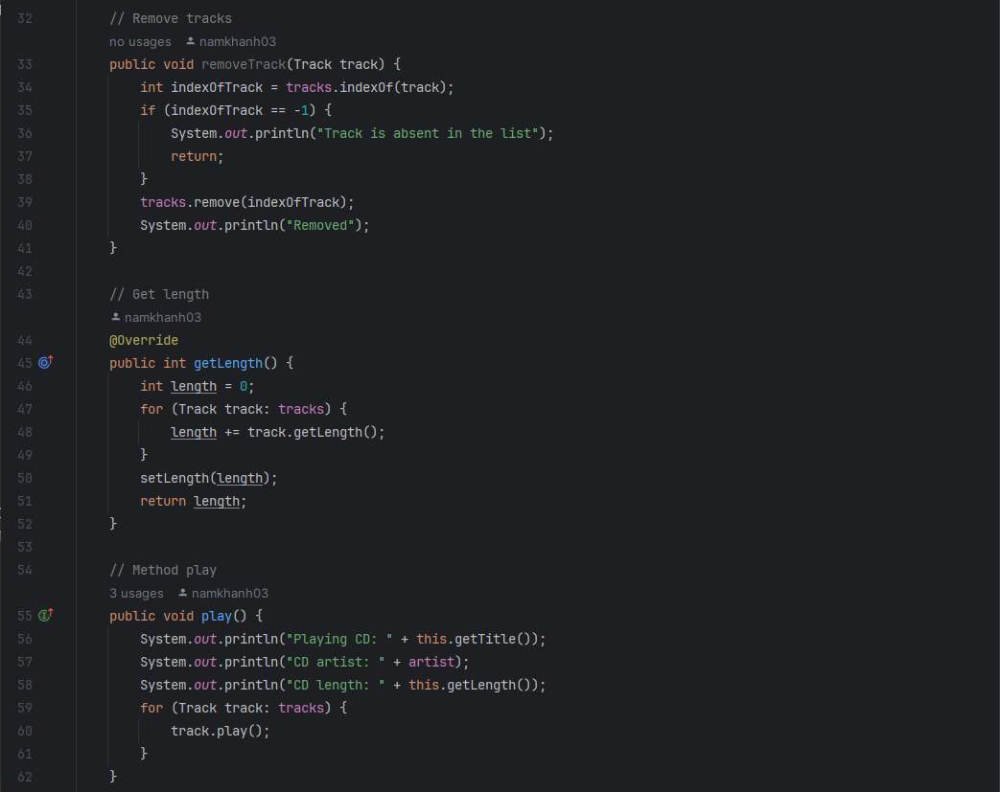 32 // Remove tracks
no usages namkhanh03
33 public void removeTrack(Track track) {
34 int indexOfTrack = tracks.indexOf(track);
35 if (indexOfTrack == -1) {
36 System.out.println("Track is absent in the list");
37 return;
38 }
39 tracks.remove(indexOfTrack);
40 System.out.println("Removed");
41 }
42
43 // Get length
namkhanh03
44 @Override
45 public int getLength() {
46 int length = 0;
47 for (Track track: tracks) {
48 length += track.getLength();
49 }
50 setLength(length);
51 return length;
52 }
53
54 // Method play
3 usages namkhanh03
55 public void play() {
56 System.out.println("Playing CD: " + this.getTitle());
57 System.out.println("CD artist: " + artist);
58 System.out.println("CD length: " + this.getLength());
59 for (Track track: tracks) {
60 track.play();
61 }
62 }